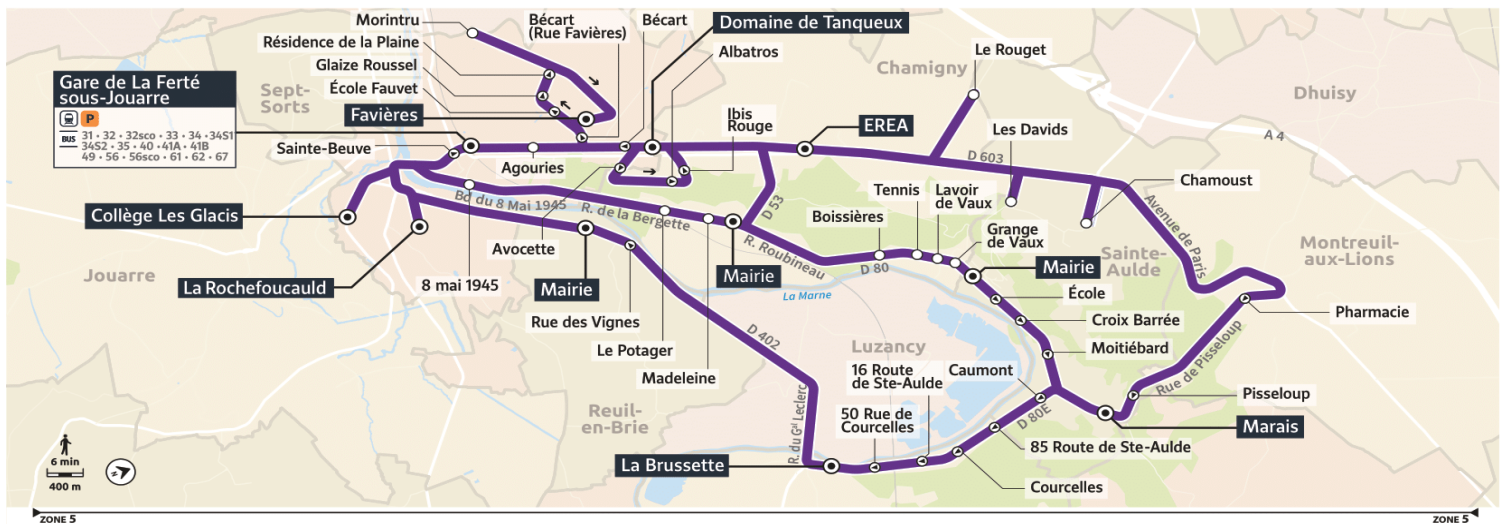 Morintru
Résidence de la Plaine
Glaize Roussel
École Fauvet
Favières
Bécart
(Rue Favières)
Bécart
Domaine de Tanqueux
Albatros
Ibis
Rouge
EREA
Chamigny
Le Rouget
Les Davids
Chamoust
Dhuisy
A 4
Sept-
Sorts
Gare de La Ferté
sous-Jouarre
P
BUS
31 • 32 • 32sco • 33 • 34 • 34S1
34S2 • 35 • 40 • 41A • 41B
49 • 56 • 56sco • 61 • 62 • 67
Sainte-Beuve
Agouries
D 603
D 53
Avenue de Paris
Collège Les Glacis
La Rochefoucauld
Jouarre
8 mai 1945
Bd du 8 Mai 1945
R. de la Bergette
Avocette
Mairie
Rue des Vignes
Le Potager
Madeleine
Mairie
R. Roubineau
D 80
La Marne
Boissières
Tennis
Lavoir
de Vaux
Grange
de Vaux
Mairie
École
Croix Barrée
Moitiébard
Sainte-
Aulde
Montreuil-
aux-Lions
Pharmacie
Rue de Pisseloup
Pisseloup
Marais
D 402
R. du Gal Leclerc
Luzancy
16 Route
de Ste-Aulde
Caumont
50 Rue de
Courcelles
D 80E
85 Route de Ste-Aulde
Courcelles
La Brussette
Reuil-
en-Brie
6 min
400 m
ZONE 5
ZONE 5